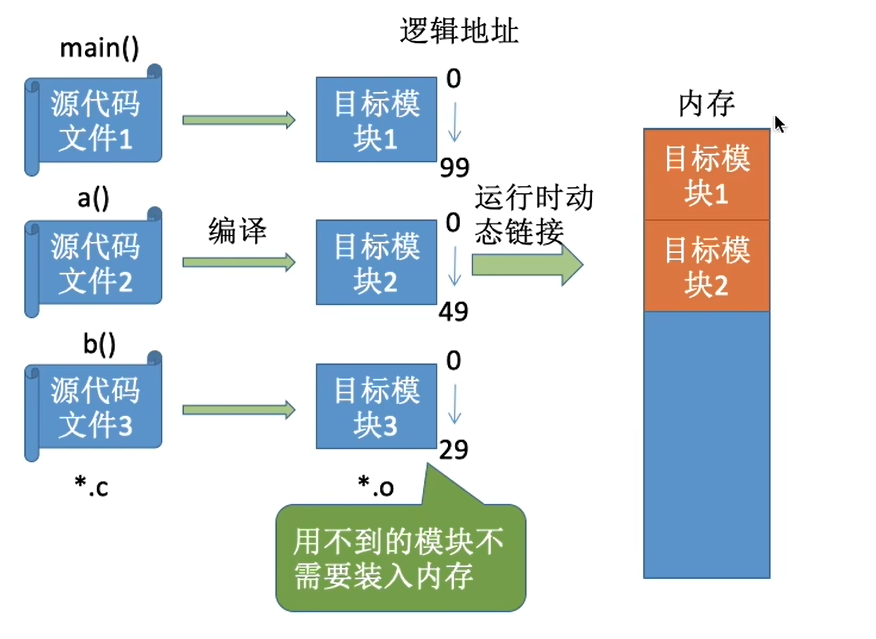 逻辑地址
main()
源代码
文件1
目标模
块1
0
99
内存
目标模
块1
目标模
块2
a()
源代码
文件2
编译
目标模
块2
0
49
运行时动
态链接
b()
源代码
文件3
目标模
块3
0
29
*.c
*.o
用不到的模块不
需要装入内存